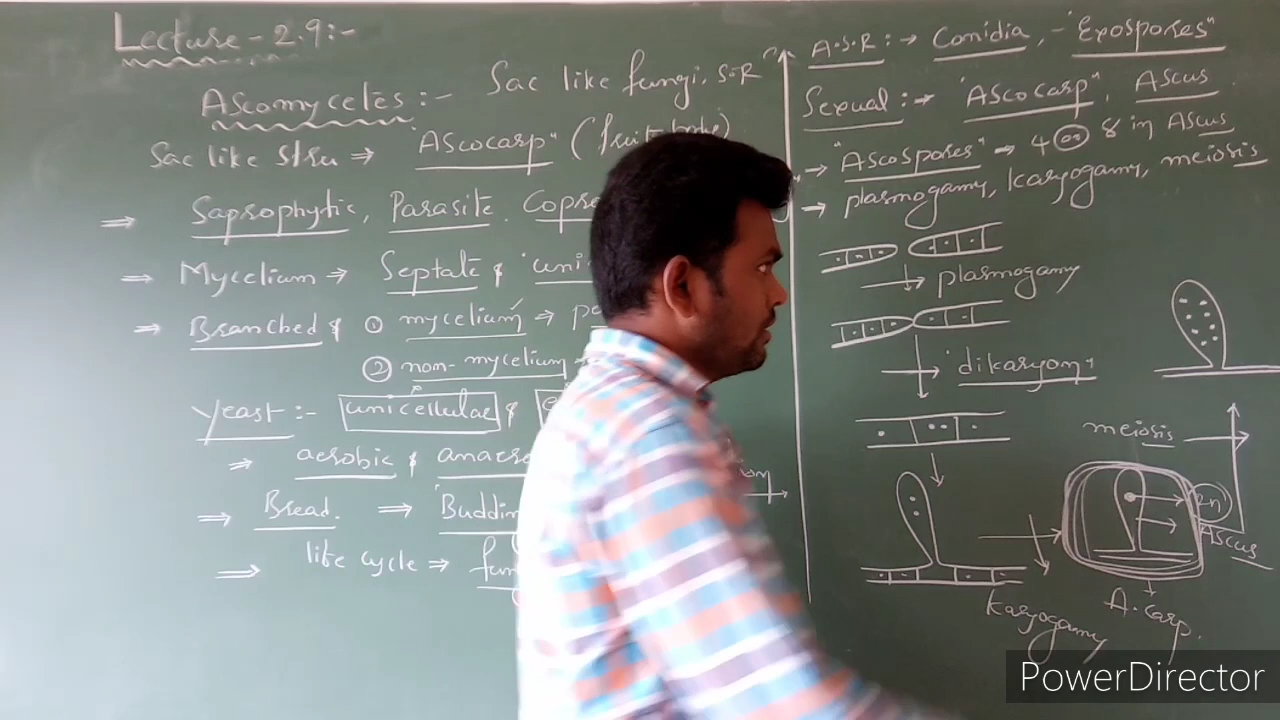 Lecture - 2.9:-
Ascomycetes :- Sac like fungi. S.R
Sac like stru ⇒ "Ascocarp" (fruit body)
⇒ Saprophytic, Parasite. Copro
⇒ Mycelium → Septate & 'uni
⇒ Branched & ① mycelium →
② non-mycelium
Yeast :- unicellular &
⇒ aerobic & anaero
⇒ Bread. ⇒ 'Buddin
⇒ life cycle ⇒ fun
A.S.R :→ Conidia, - "Exospores"
Sexual :→ "Ascocarp", Ascus
→ "Ascospores" → 4 or 8 in Ascus
→ plasmogamy, karyogamy, meiosis
plasmogamy
'dikaryon'
meiosis
2n
Ascus
karyogamy
A.carp.
PowerDirector